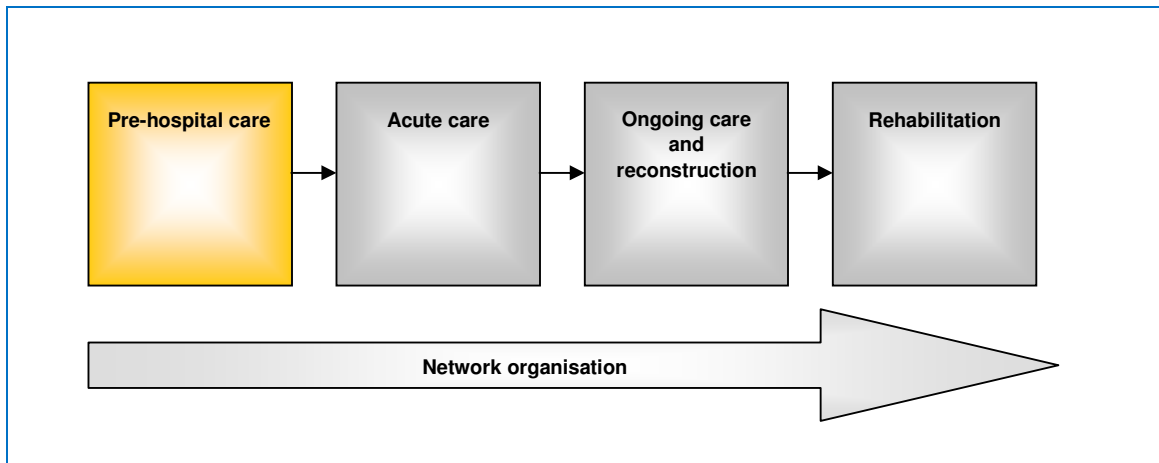 Pre-hospital care
Acute care
Ongoing care
and
reconstruction
Rehabilitation
Network organisation